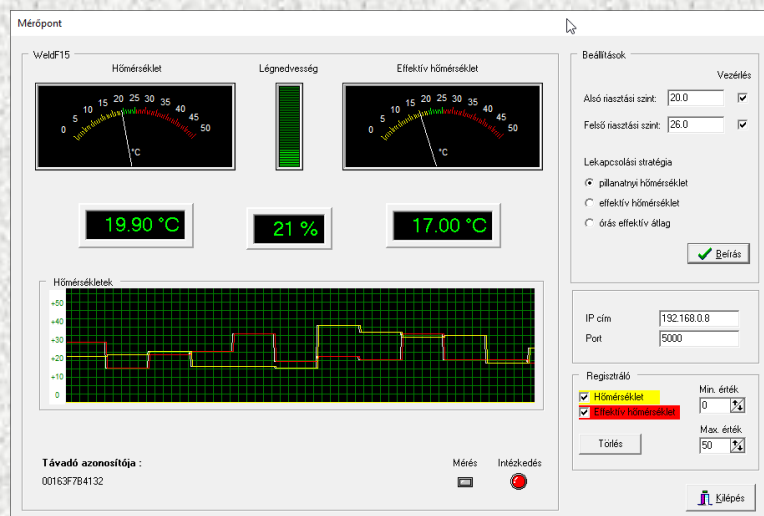 Mérőpont
WeldF15
Hőmérséklet
Légnedvesség
Effektív hőmérséklet
0 5 10 15 20 25 30 35 40 45 50
°C
0 5 10 15 20 25 30 35 40 45 50
°C
19.90 °C
21 %
17.00 °C
Hőmérsékletek
+50
+40
+30
+20
+10
0
Távadó azonosítója :
00163F7B4132
Mérés
Intézkedés
Beállítások
Vezérlés
Alsó riasztási szint: 20.0
Felső riasztási szint: 26.0
Lekapcsolási stratégia
pillanatnyi hőmérséklet
effektív hőmérséklet
órás effektív átlag
Beírás
IP cím 192.168.0.8
Port 5000
Regisztráló
Hőmérséklet
Effektív hőmérséklet
Törlés
Min. érték
0
Max. érték
50
Kilépés